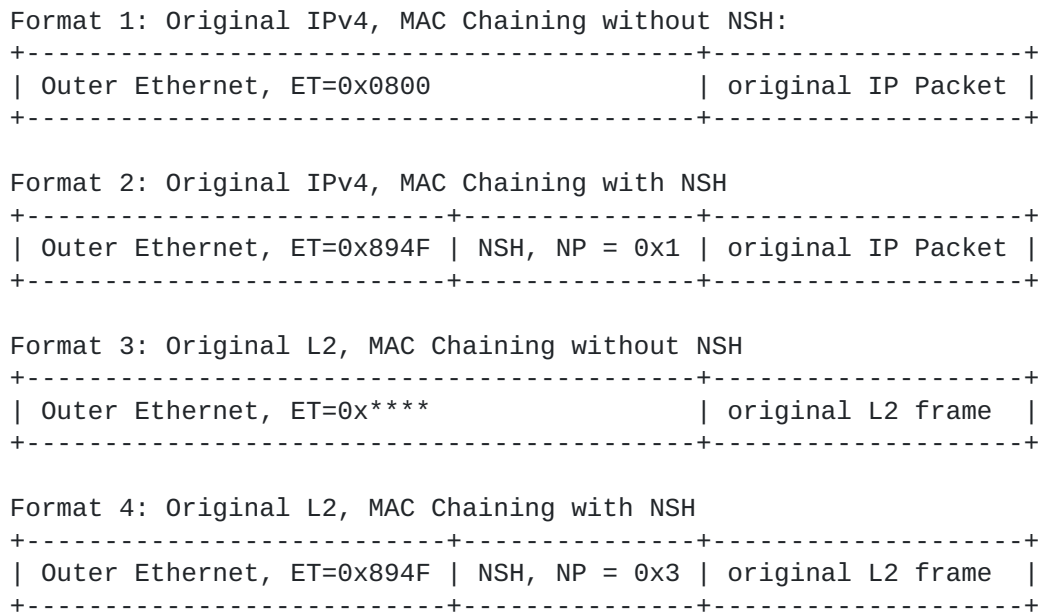 Format 1: Original IPv4, MAC Chaining without NSH:
+-------------------------------------------+--------------------+
| Outer Ethernet, ET=0x0800                 | original IP Packet |
+-------------------------------------------+--------------------+
Format 2: Original IPv4, MAC Chaining with NSH
+---------------------------+---------------+--------------------+
| Outer Ethernet, ET=0x894F | NSH, NP = 0x1 | original IP Packet |
+---------------------------+---------------+--------------------+
Format 3: Original L2, MAC Chaining without NSH
+-------------------------------------------+--------------------+
| Outer Ethernet, ET=0x****                 | original L2 frame  |
+-------------------------------------------+--------------------+
Format 4: Original L2, MAC Chaining with NSH
+---------------------------+---------------+--------------------+
| Outer Ethernet, ET=0x894F | NSH, NP = 0x3 | original L2 frame  |
+---------------------------+---------------+--------------------+